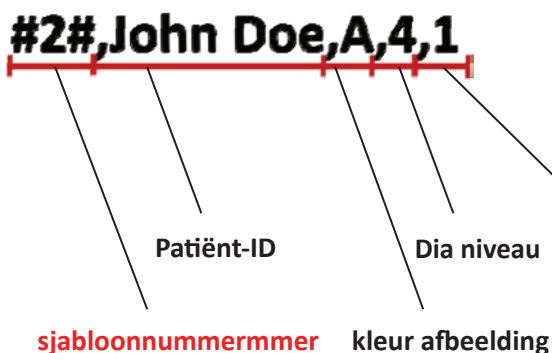 #2#,John Doe,A,4,1
Patiënt-ID
Dia niveau
sjabloonnummermmer
kleur afbeelding